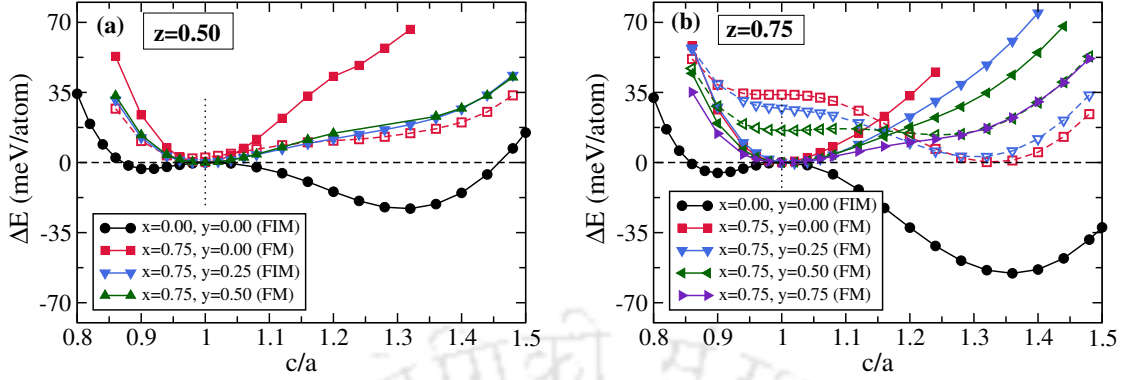 (a)
z=0.50
70
35
0
-35
-70
ΔE (meV/atom)
x=0.00, y=0.00 (FIM)
x=0.75, y=0.00 (FM)
x=0.75, y=0.25 (FIM)
x=0.75, y=0.50 (FM)
0.8 0.9 1 1.1 1.2 1.3 1.4 1.5
c/a
(b)
z=0.75
70
35
0
-35
-70
ΔE (meV/atom)
x=0.00, y=0.00 (FIM)
x=0.75, y=0.00 (FM)
x=0.75, y=0.25 (FM)
x=0.75, y=0.50 (FM)
x=0.75, y=0.75 (FM)
0.8 0.9 1 1.1 1.2 1.3 1.4 1.5
c/a